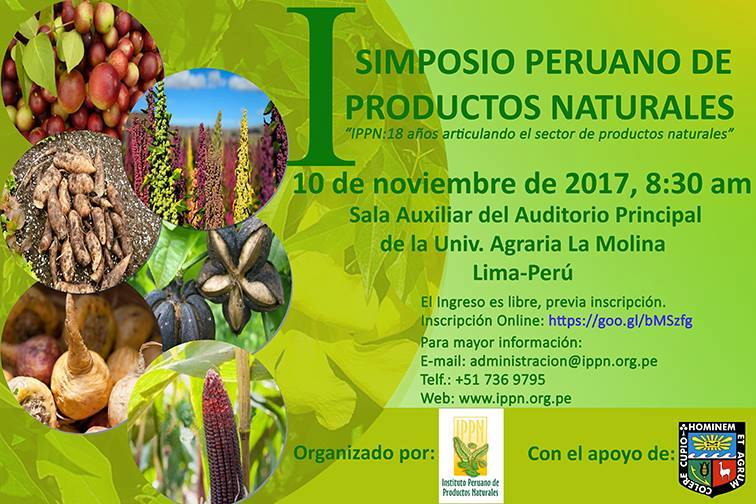 I SIMPOSIO PERUANO DE
PRODUCTOS NATURALES
"IPPN:18 años articulando el sector de productos naturales"
10 de noviembre de 2017, 8:30 am
Sala Auxiliar del Auditorio Principal
de la Univ. Agraria La Molina
Lima-Perú
El Ingreso es libre, previa inscripción.
Inscripción Online: https://goo.gl/bMSzfg
Para mayor información:
E-mail: administracion@ippn.org.pe
Telf.: +51 736 9795
Web: www.ippn.org.pe
Organizado por:
IPPN
Instituto Peruano de
Productos Naturales
Con el apoyo de:
COLERE CUPIO HOMINEM ET AGRUM